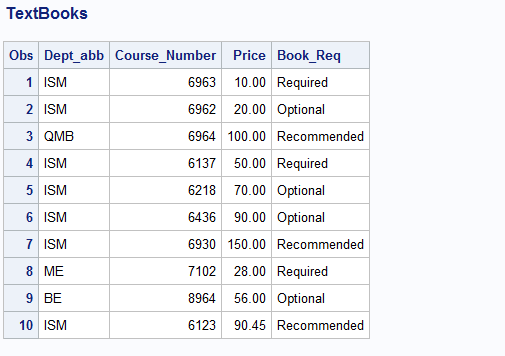 TextBooks
Obs Dept_abb Course_Number Price Book_Req
1 ISM 6963 10.00 Required
2 ISM 6962 20.00 Optional
3 QMB 6964 100.00 Recommended
4 ISM 6137 50.00 Required
5 ISM 6218 70.00 Optional
6 ISM 6436 90.00 Optional
7 ISM 6930 150.00 Recommended
8 ME 7102 28.00 Required
9 BE 8964 56.00 Optional
10 ISM 6123 90.45 Recommended